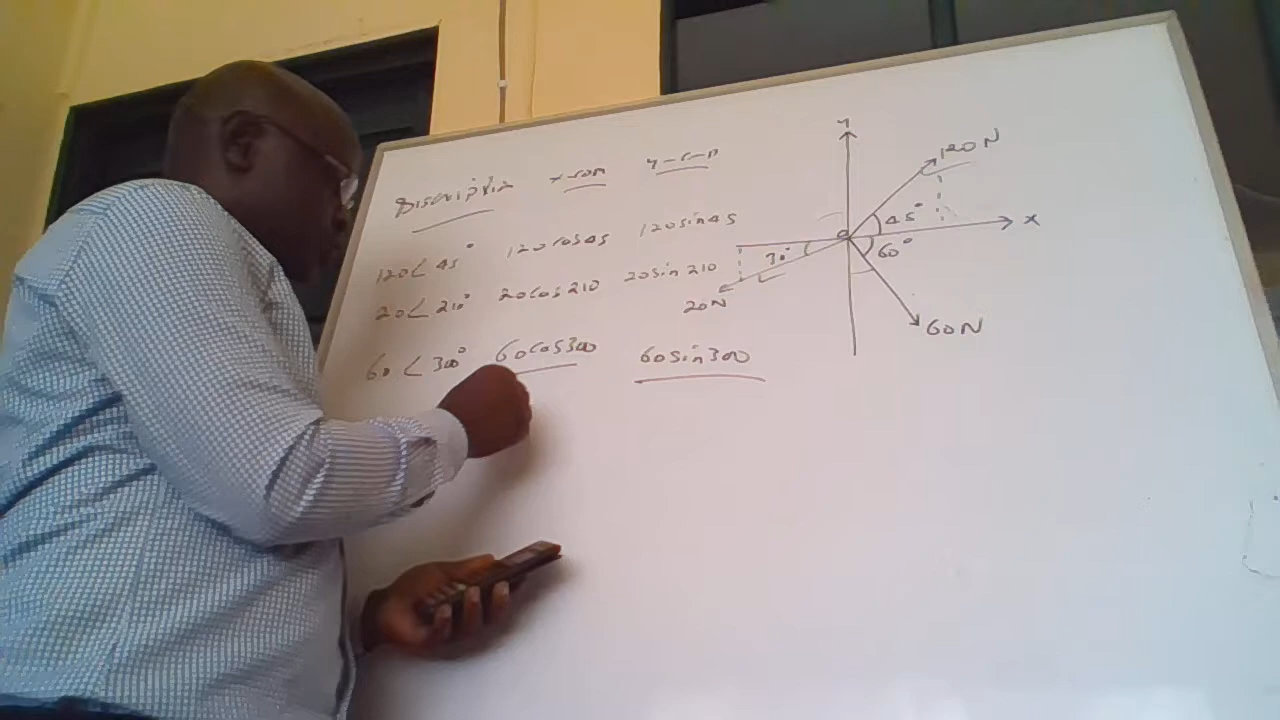 Discription x-com y-com
120∠45° 120cos45 120sin45
20∠210° 20cos210 20sin210
60∠300° 60cos300 60sin300
y
120N
45°
x
30°
60°
20N
60N